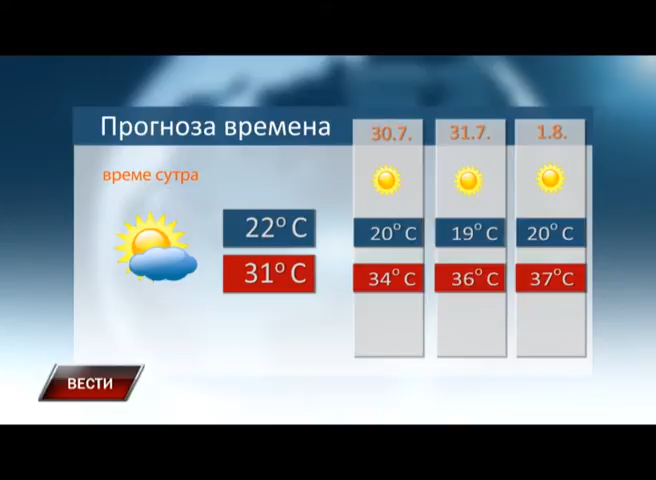 Прогноза времена
време сутра
22° C
31° C
30.7.
31.7.
1.8.
20° C
19° C
20° C
34° C
36° C
37°C
ВЕСТИ